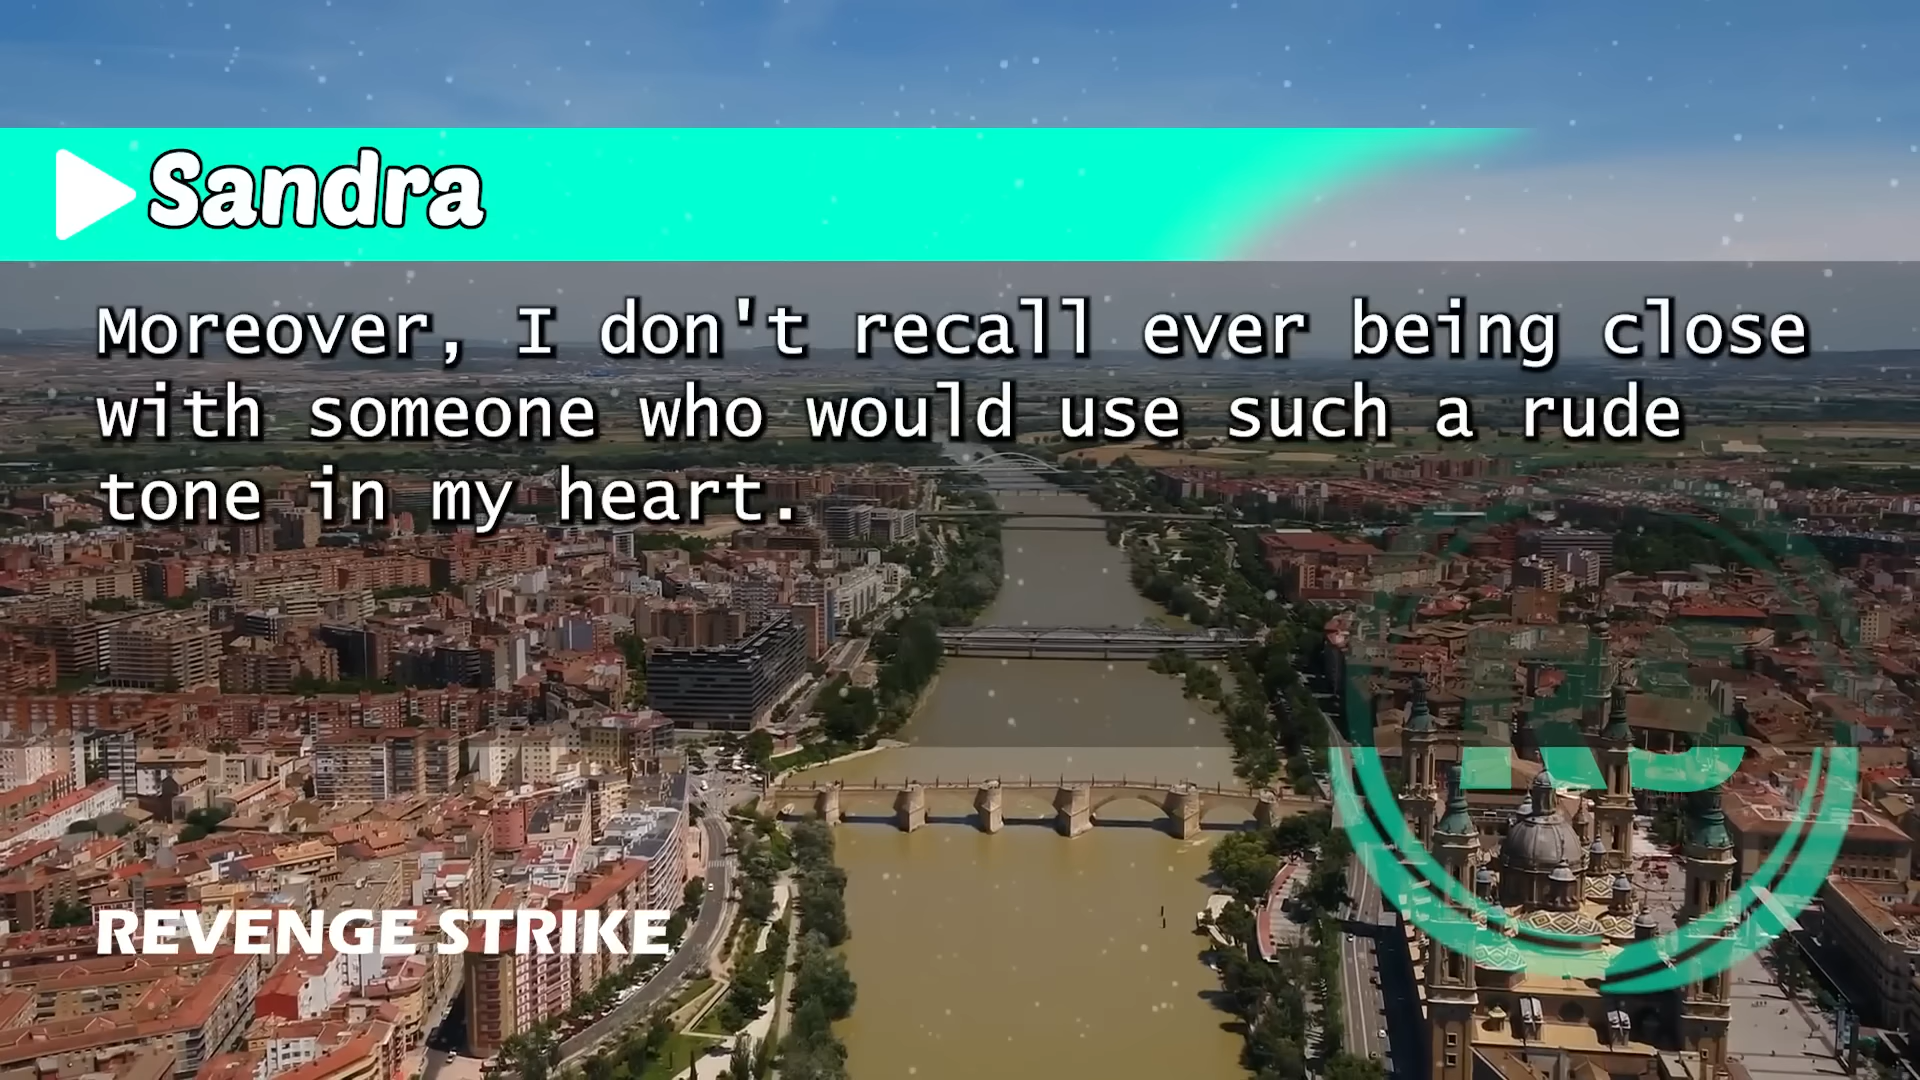 Sandra
Moreover, I don't recall ever being close
with someone who would use such a rude
tone in my heart.
RS
REVENGE STRIKE